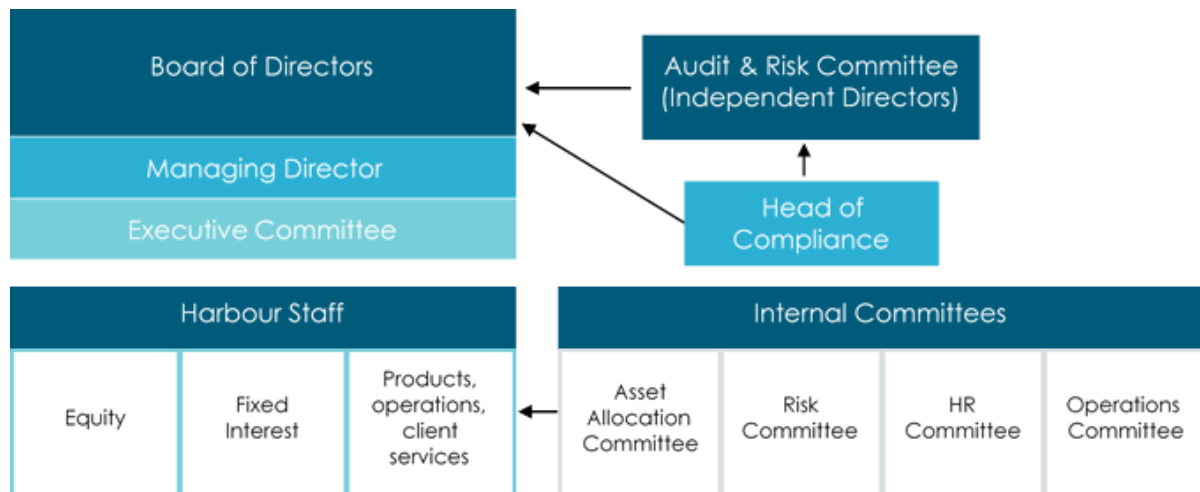 Board of Directors
Audit & Risk Committee
(Independent Directors)
Managing Director
Head of
Compliance
Executive Committee
Harbour Staff
Internal Committees
Equity
Fixed
Interest
Products,
operations,
client
services
Asset
Allocation
Committee
Risk
Committee
HR
Committee
Operations
Committee